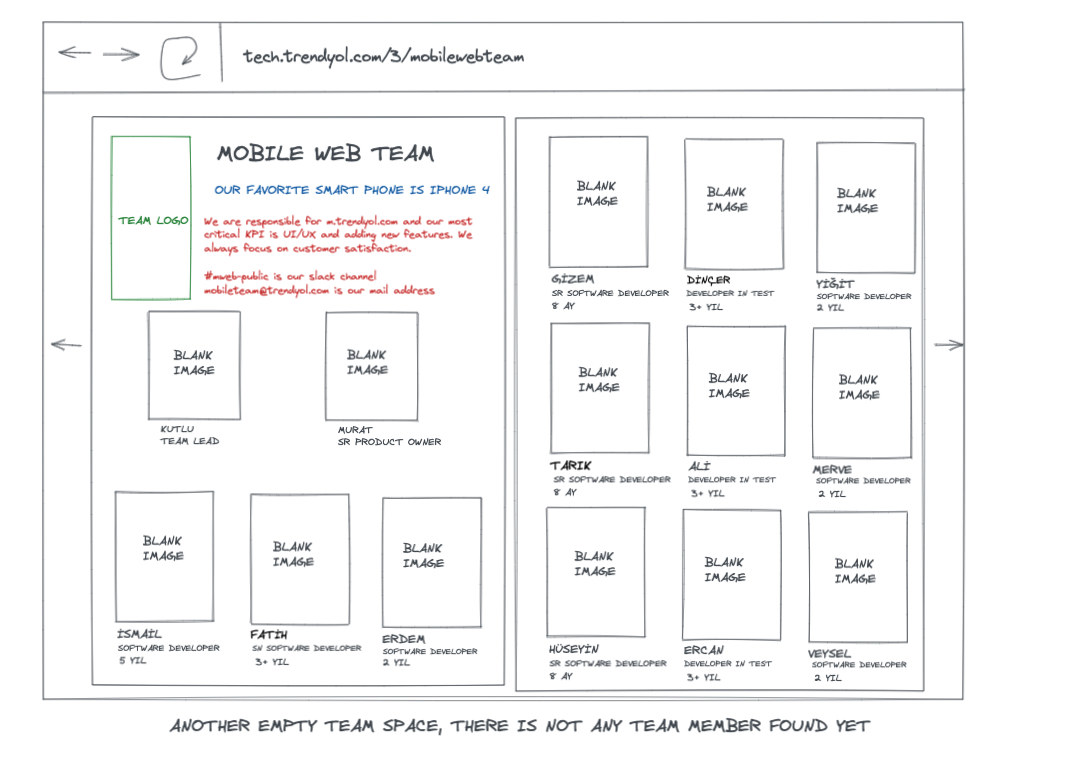 tech.trendyol.com/3/mobilewebteam
MOBILE WEB TEAM
OUR FAVORITE SMART PHONE IS IPHONE 4
TEAM LOGO
We are responsible for m.trendyol.com and our most
critical KPI is UI/UX and adding new features. We
always focus on customer satisfaction.
#mweb-public is our slack channel
mobileteam@trendyol.com is our mail address
BLANK
IMAGE
KUTLU
TEAM LEAD
BLANK
IMAGE
MURAT
SR PRODUCT OWNER
BLANK
IMAGE
İSMAİL
SOFTWARE DEVELOPER
5 YIL
BLANK
IMAGE
FATİH
SN SOFTWARE DEVELOPER
3+ YIL
BLANK
IMAGE
ERDEM
SOFTWARE DEVELOPER
2 YIL
BLANK
IMAGE
GİZEM
SR SOFTWARE DEVELOPER
8 AY
BLANK
IMAGE
DİNÇER
DEVELOPER IN TEST
3+ YIL
BLANK
IMAGE
YİĞİT
SOFTWARE DEVELOPER
2 YIL
BLANK
IMAGE
TARIK
SR SOFTWARE DEVELOPER
8 AY
BLANK
IMAGE
ALİ
DEVELOPER IN TEST
3+ YIL
BLANK
IMAGE
MERVE
SOFTWARE DEVELOPER
2 YIL
BLANK
IMAGE
HÜSEYİN
SR SOFTWARE DEVELOPER
8 AY
BLANK
IMAGE
ERCAN
DEVELOPER IN TEST
3+ YIL
BLANK
IMAGE
VEYSEL
SOFTWARE DEVELOPER
2 YIL
ANOTHER EMPTY TEAM SPACE, THERE IS NOT ANY TEAM MEMBER FOUND YET